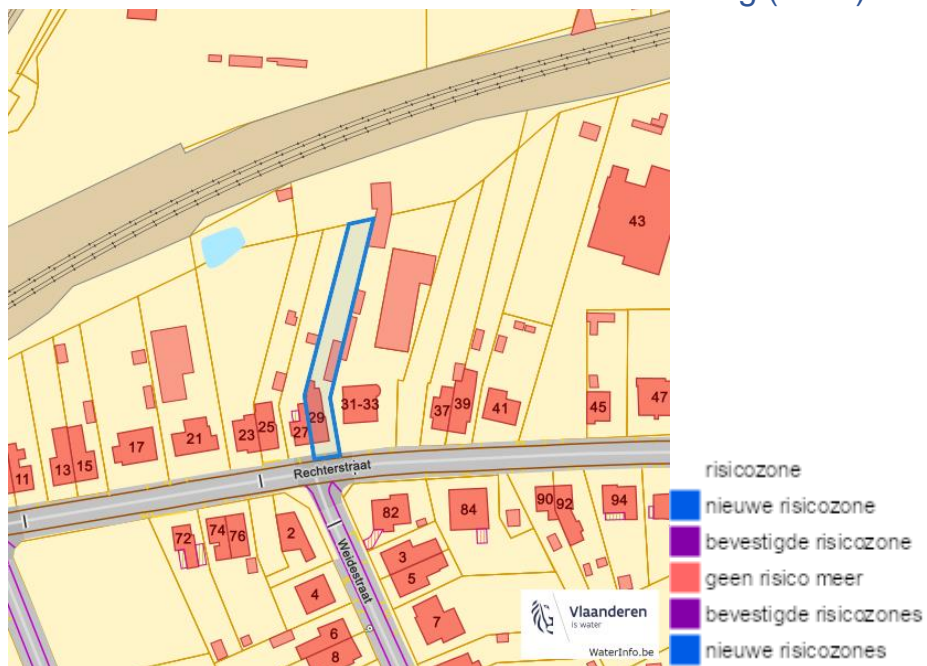 43
29
31-33
37
39
41
45
47
25
23
27
21
17
15
13
11
Rechterstraat
72
74
76
2
82
84
90
92
94
3
5
4
7
6
8
Weidestraat
Vlaanderen
is water
WaterInfo.be
risicozone
nieuwe risicozone
bevestigde risicozone
geen risico meer
bevestigde risicozones
nieuwe risicozones